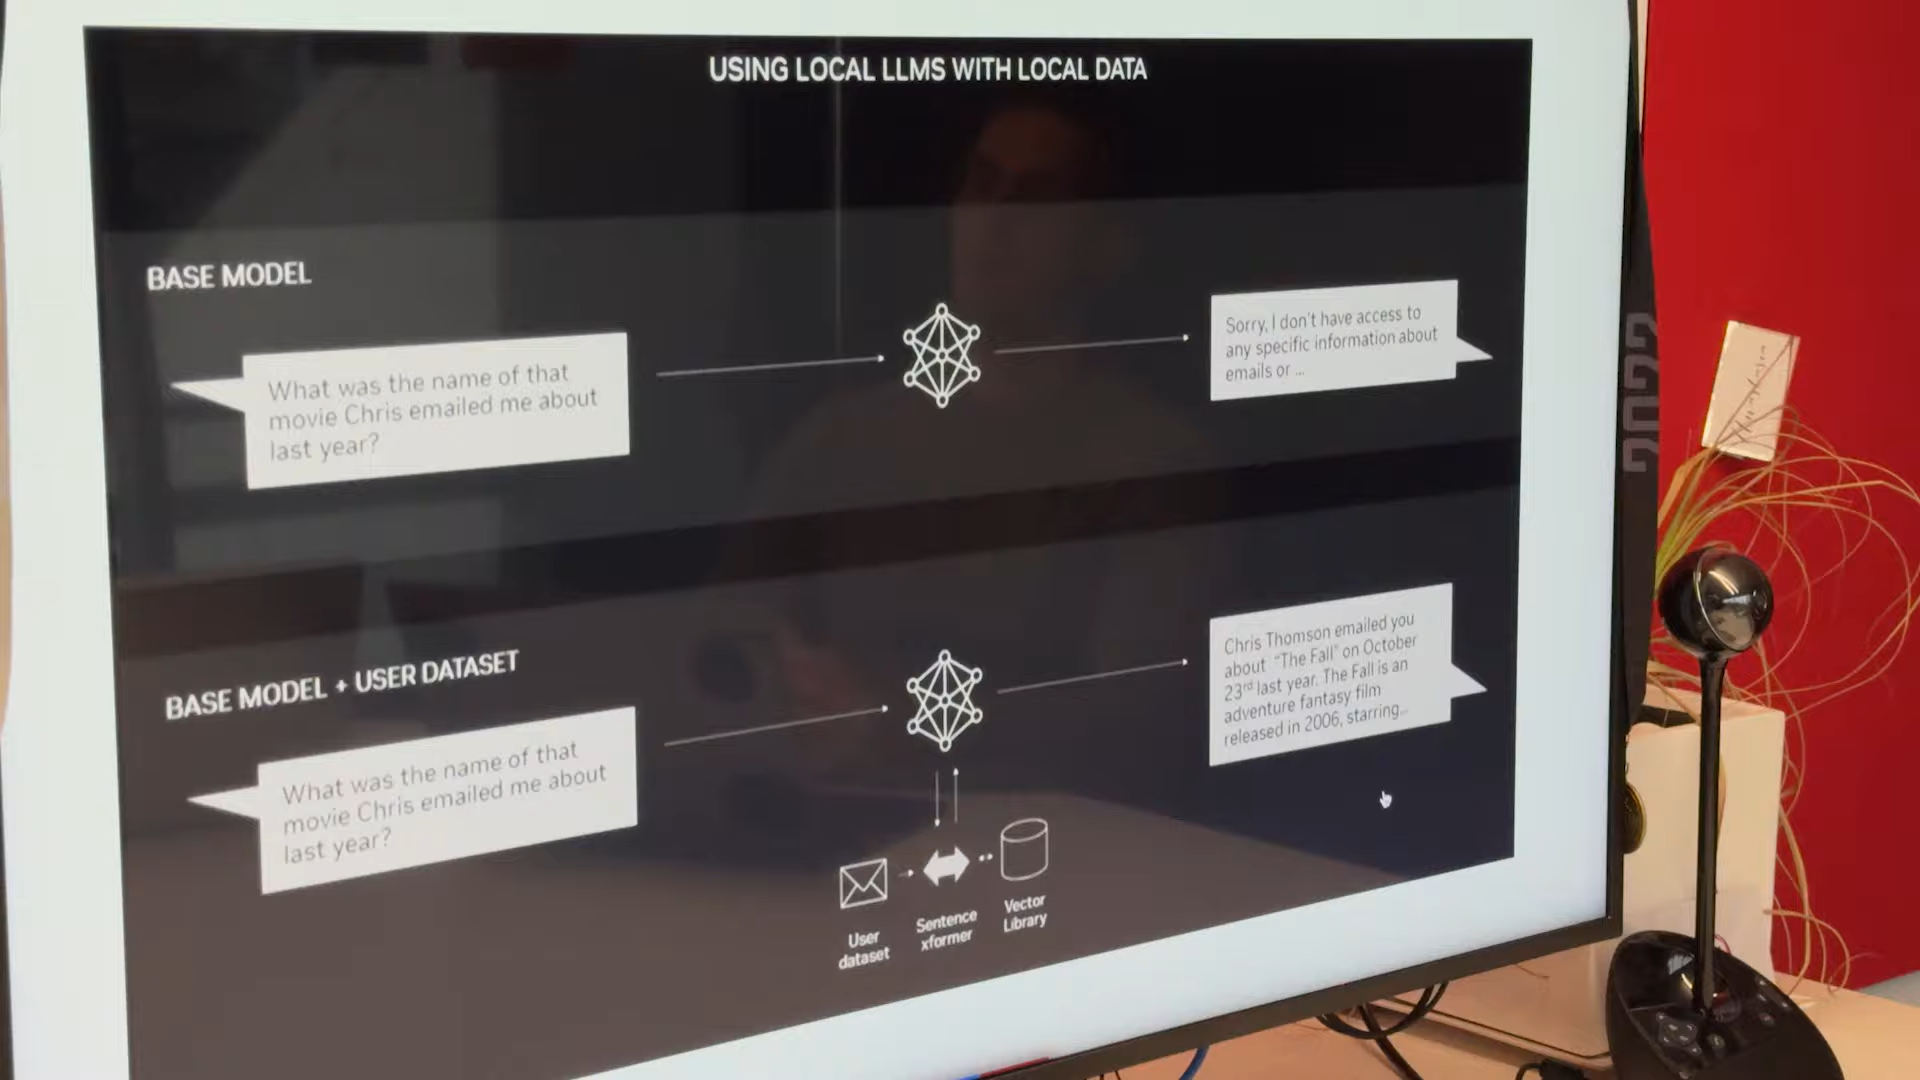 USING LOCAL LLMS WITH LOCAL DATA
BASE MODEL
What was the name of that
movie Chris emailed me about
last year?
Sorry, I don't have access to
any specific information about
emails or ...
BASE MODEL + USER DATASET
What was the name of that
movie Chris emailed me about
last year?
Chris Thomson emailed you
about "The Fall" on October
23rd last year. The Fall is an
adventure fantasy film
released in 2006, starring...
User
dataset
Sentence
xformer
Vector
Library
2022